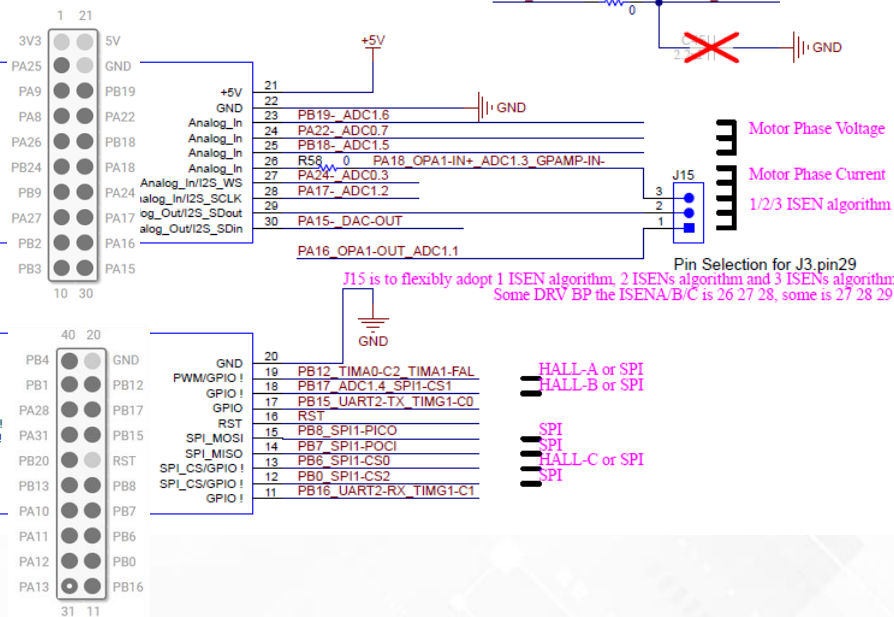 1 21
3V3 5V
PA25 GND
PA9 PB19
PA8 PA22
PA26 PB18
PB24 PA18
PB9 PA24
PA27 PA17
PB2 PA16
PB3 PA15
10 30
+5V
0
GND
+5V 21
GND 22
GND
Analog_In 23 PB19-_ADC1.6
Analog_In 24 PA22-_ADC0.7
Analog_In 25 PB18-_ADC1.5
Analog_In 26 R58 0 PA18_OPA1-IN+_ADC1.3_GPAMP-IN-
Analog_In/I2S_WS 27 PA24-_ADC0.3
alog_In/I2S_SCLK 28 PA17-_ADC1.2
og_Out/I2S_SDout 29
alog_Out/I2S_SDin 30 PA15-_DAC-OUT
PA16_OPA1-OUT_ADC1.1
J15
3
2
1
Motor Phase Voltage
Motor Phase Current
1/2/3 ISEN algorithm
Pin Selection for J3.pin29
J15 is to flexibly adopt 1 ISEN algorithm, 2 ISENs algorithm and 3 ISENs algorithm
Some DRV BP the ISENA/B/C is 26 27 28, some is 27 28 29
40 20
PB4 GND
PB1 PB12
PA28 PB17
PA31 PB15
PB20 RST
PB13 PB8
PA10 PB7
PA11 PB6
PA12 PB0
PA13 PB16
31 11
GND
GND 20
PWM/GPIO ! 19 PB12_TIMA0-C2_TIMA1-FAL
GPIO ! 18 PB17_ADC1.4_SPI1-CS1
GPIO 17 PB15_UART2-TX_TIMG1-C0
RST 16 RST
SPI_MOSI 15 PB8_SPI1-PICO
SPI_MISO 14 PB7_SPI1-POCI
SPI_CS/GPIO ! 13 PB6_SPI1-CS0
SPI_CS/GPIO ! 12 PB0_SPI1-CS2
GPIO ! 11 PB16_UART2-RX_TIMG1-C1
HALL-A or SPI
HALL-B or SPI
SPI
SPI
HALL-C or SPI
SPI